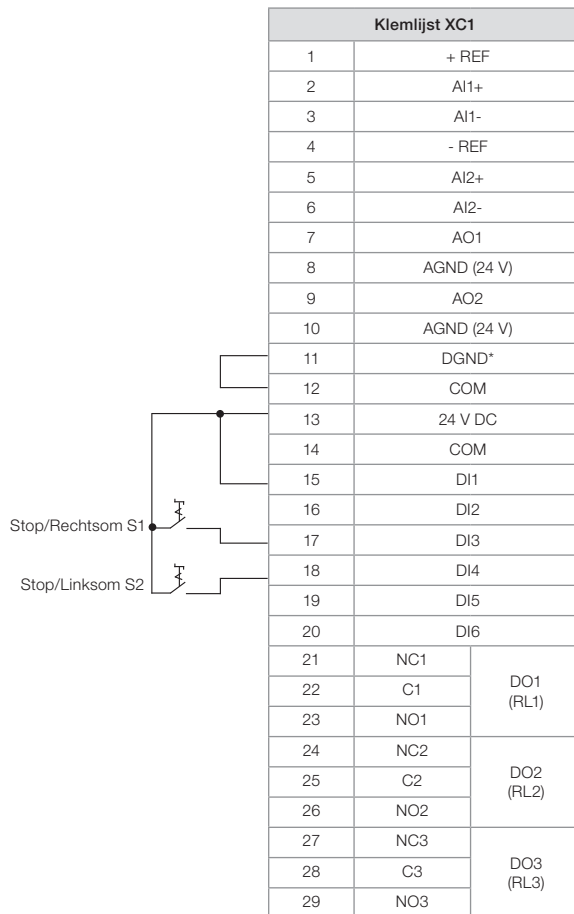 Klemlijst XC1
1 + REF
2 AI1+
3 AI1-
4 - REF
5 AI2+
6 AI2-
7 AO1
8 AGND (24 V)
9 AO2
10 AGND (24 V)
11 DGND*
12 COM
13 24 V DC
14 COM
15 DI1
16 DI2
Stop/Rechtsom S1
17 DI3
18 DI4
Stop/Linksom S2
19 DI5
20 DI6
21 NC1
22 C1
23 NO1
DO1
(RL1)
24 NC2
25 C2
26 NO2
DO2
(RL2)
27 NC3
28 C3
29 NO3
DO3
(RL3)